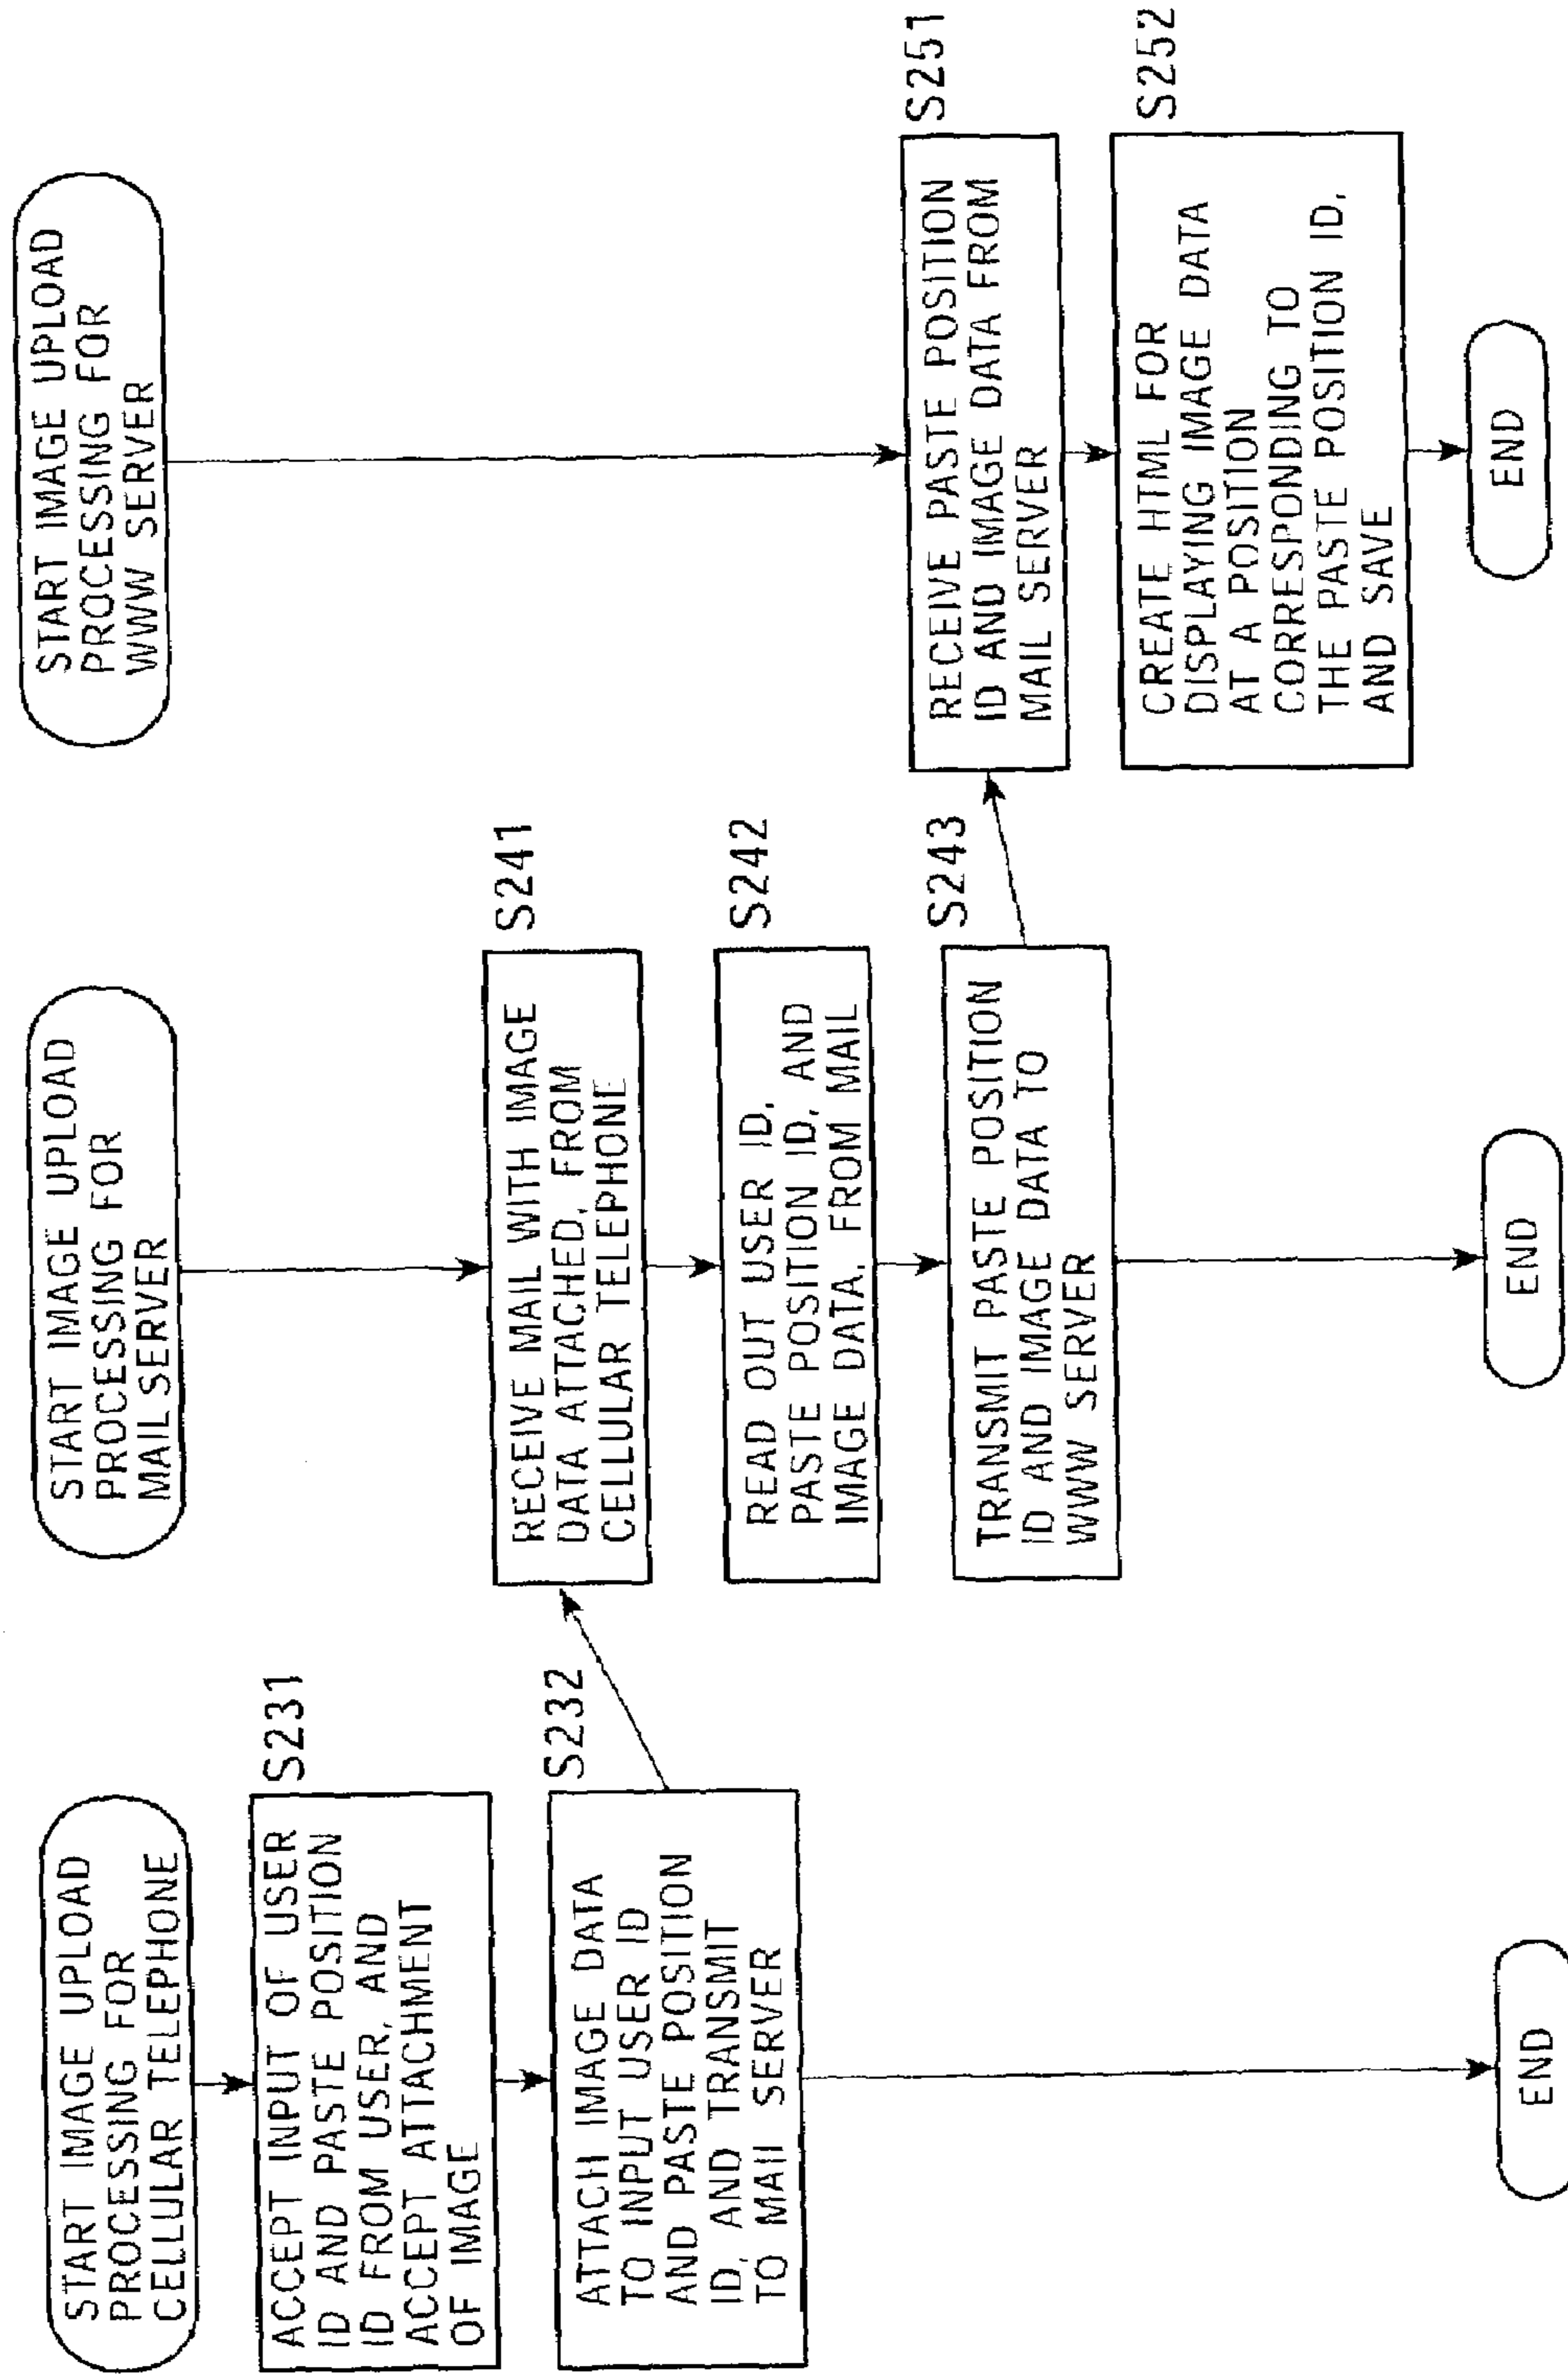 START IMAGE UPLOAD
PROCESSING FOR
CELLULAR TELEPHONE
S231
ACCEPT INPUT OF USER
ID AND PASTE POSITION
ID FROM USER, AND
ACCEPT ATTACHMENT
OF IMAGE
S232
ATTACH IMAGE DATA
TO INPUT USER ID
AND PASTE POSITION
ID, AND TRANSMIT
TO MAIL SERVER
END
START IMAGE UPLOAD
PROCESSING FOR
MAIL SERVER
S241
RECEIVE MAIL WITH IMAGE
DATA ATTACHED, FROM
CELLULAR TELEPHONE
S242
READ OUT USER ID,
PASTE POSITION ID, AND
IMAGE DATA, FROM MAIL
S243
TRANSMIT PASTE POSITION
ID AND IMAGE DATA TO
WWW SERVER
END
START IMAGE UPLOAD
PROCESSING FOR
WWW SERVER
S251
RECEIVE PASTE POSITION
ID AND IMAGE DATA FROM
MAIL SERVER
S252
CREATE HTML FOR
DISPLAYING IMAGE DATA
AT A POSITION
CORRESPONDING TO
THE PASTE POSITION ID,
AND SAVE
END